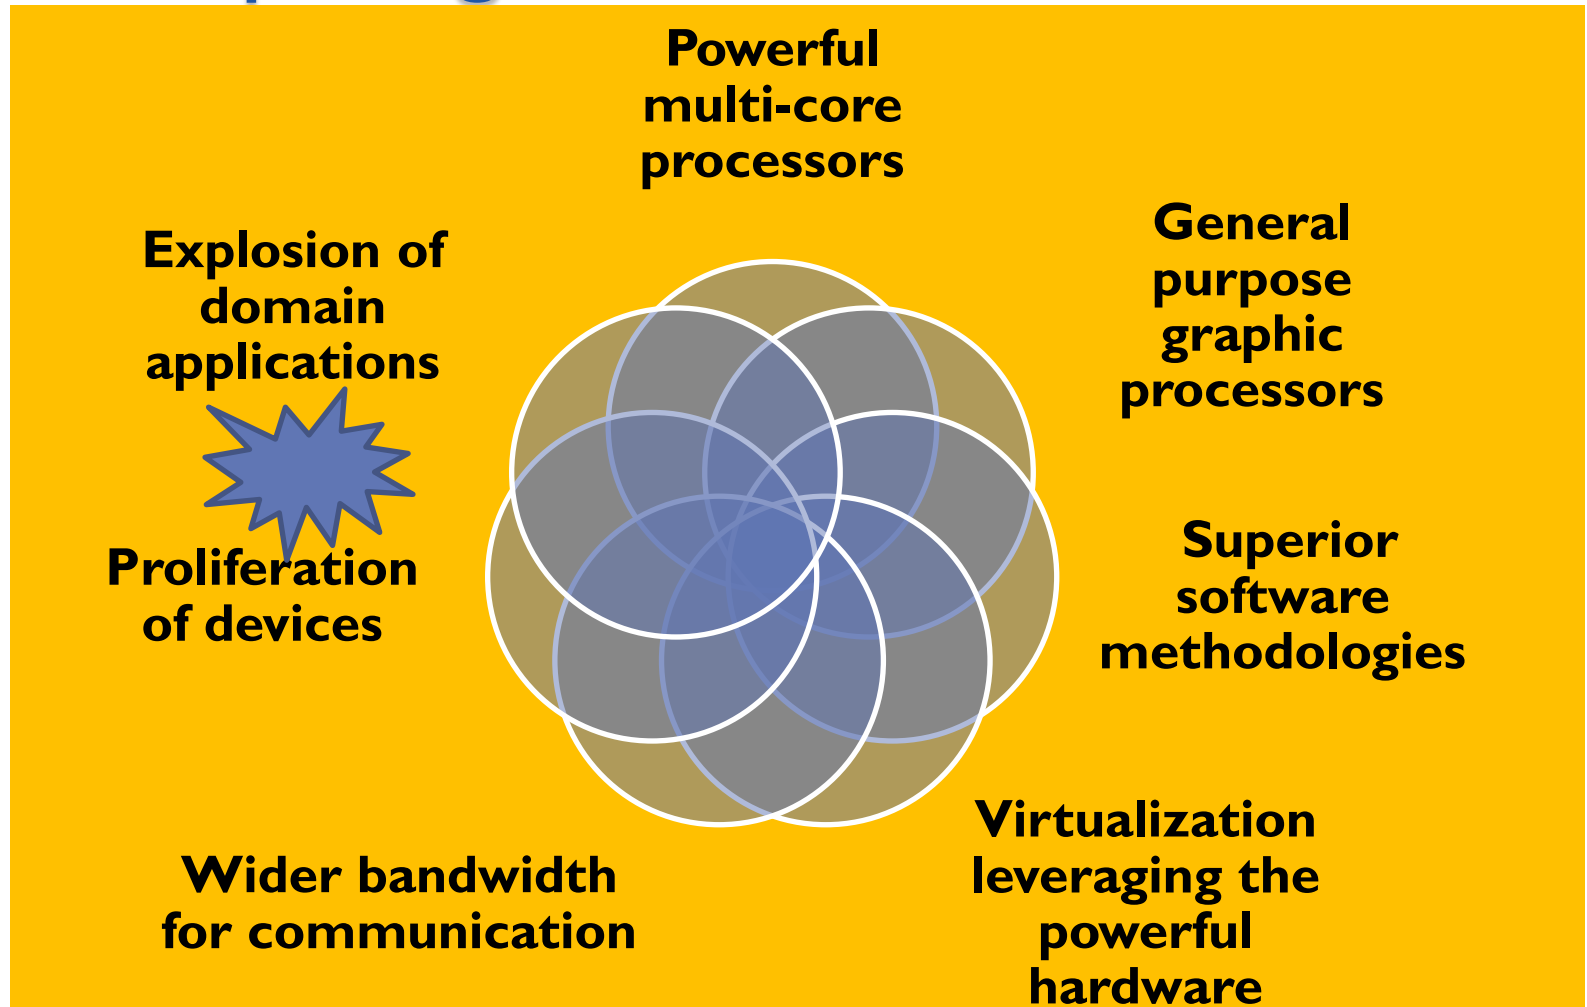 Powerful
multi-core
processors
General
purpose
graphic
processors
Explosion of
domain
applications
Superior
software
methodologies
Proliferation
of devices
Virtualization
leveraging the
powerful
hardware
Wider bandwidth
for communication